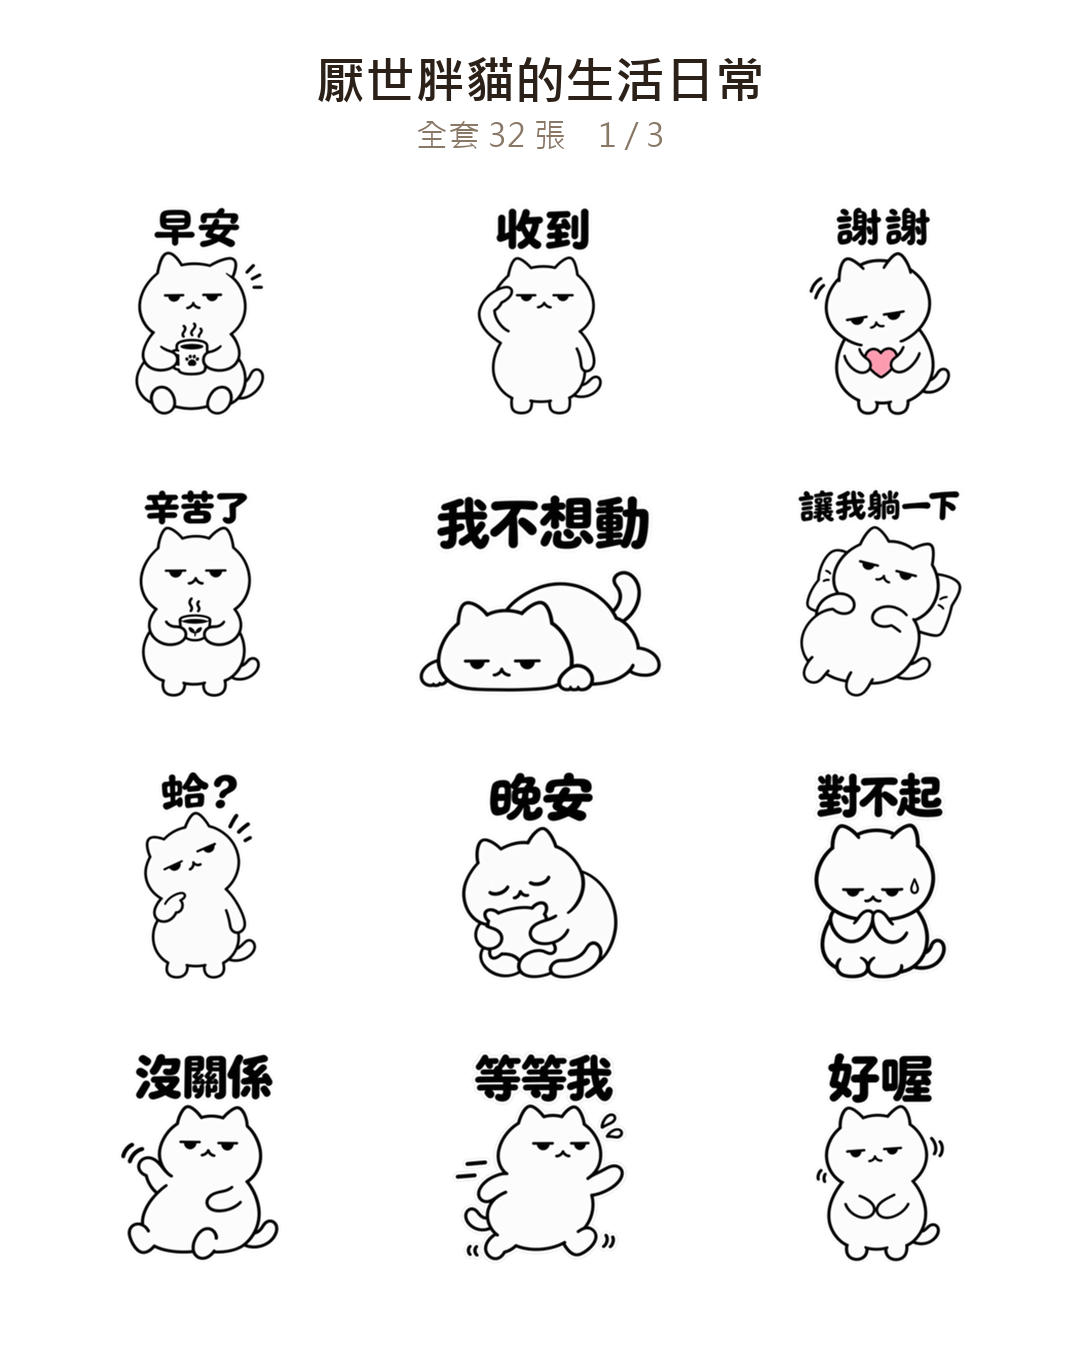 厭世胖貓的生活日常
全套 32 張 1 / 3
早安
收到
謝謝
辛苦了
我不想動
讓我躺一下
蛤?
晚安
對不起
沒關係
等等我
好喔